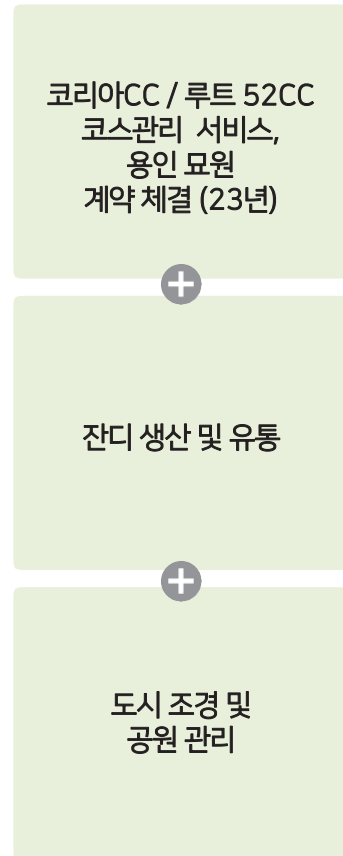 코리아CC / 루트 52CC
코스관리 서비스,
용인 묘원
계약 체결 (23년)
잔디 생산 및 유통
도시 조경 및
공원 관리